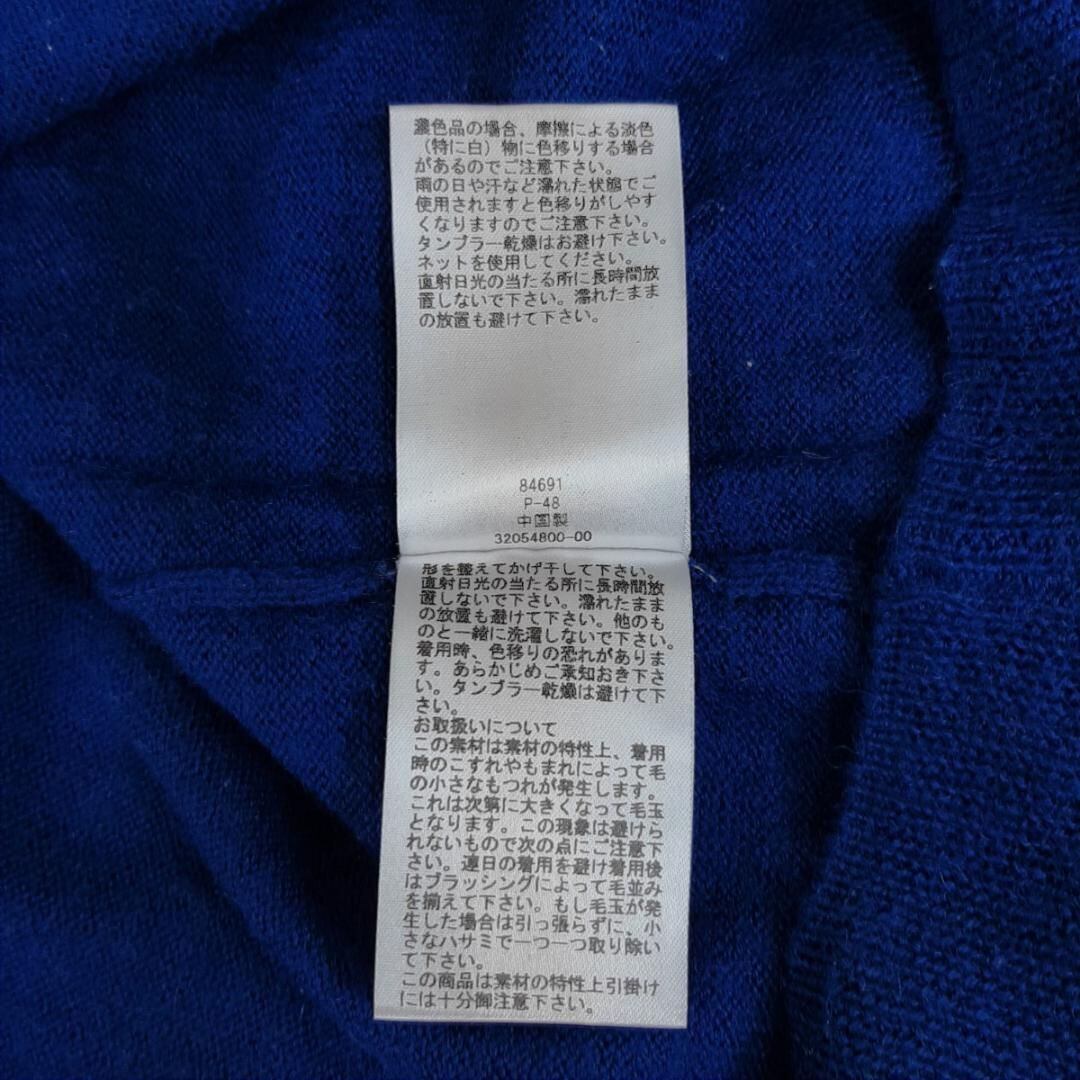 濃色品の場合、摩擦による淡色
（特に白）物に色移りする場合
があるのでご注意下さい。
雨の日や汗など濡れた状態でご
使用されますと色移りがしやす
くなりますのでご注意下さい。
タンブラー乾燥はお避け下さい。
ネットを使用してください。
直射日光の当たる所に長時間放
置しないで下さい。濡れたまま
の放置も避けて下さい。
84691
P-48
中国製
32054800-00
形を整えてかげ干して下さい。
直射日光の当たる所に長時間放
置しないで下さい。濡れたまま
の放置も避けて下さい。他のも
のと一緒に洗濯しないで下さい。
着用時、色移りの恐れがありま
す。あらかじめご承知おき下さ
い。タンブラー乾燥は避けて下
さい。
お取扱いについて
この素材は素材の特性上、着用
時のこすれやもまれによって毛
の小さなもつれが発生します。
これは次第に大きくなって毛玉
となります。この現象は避けら
れないもので次の点にご注意下
さい。連日の着用を避け着用後
はブラッシングによって毛並み
を揃えて下さい。もし毛玉が発
生した場合は引っ張らずに、小
さなハサミで一つ一つ取り除い
て下さい。
この商品は素材の特性上引掛け
には十分御注意下さい。